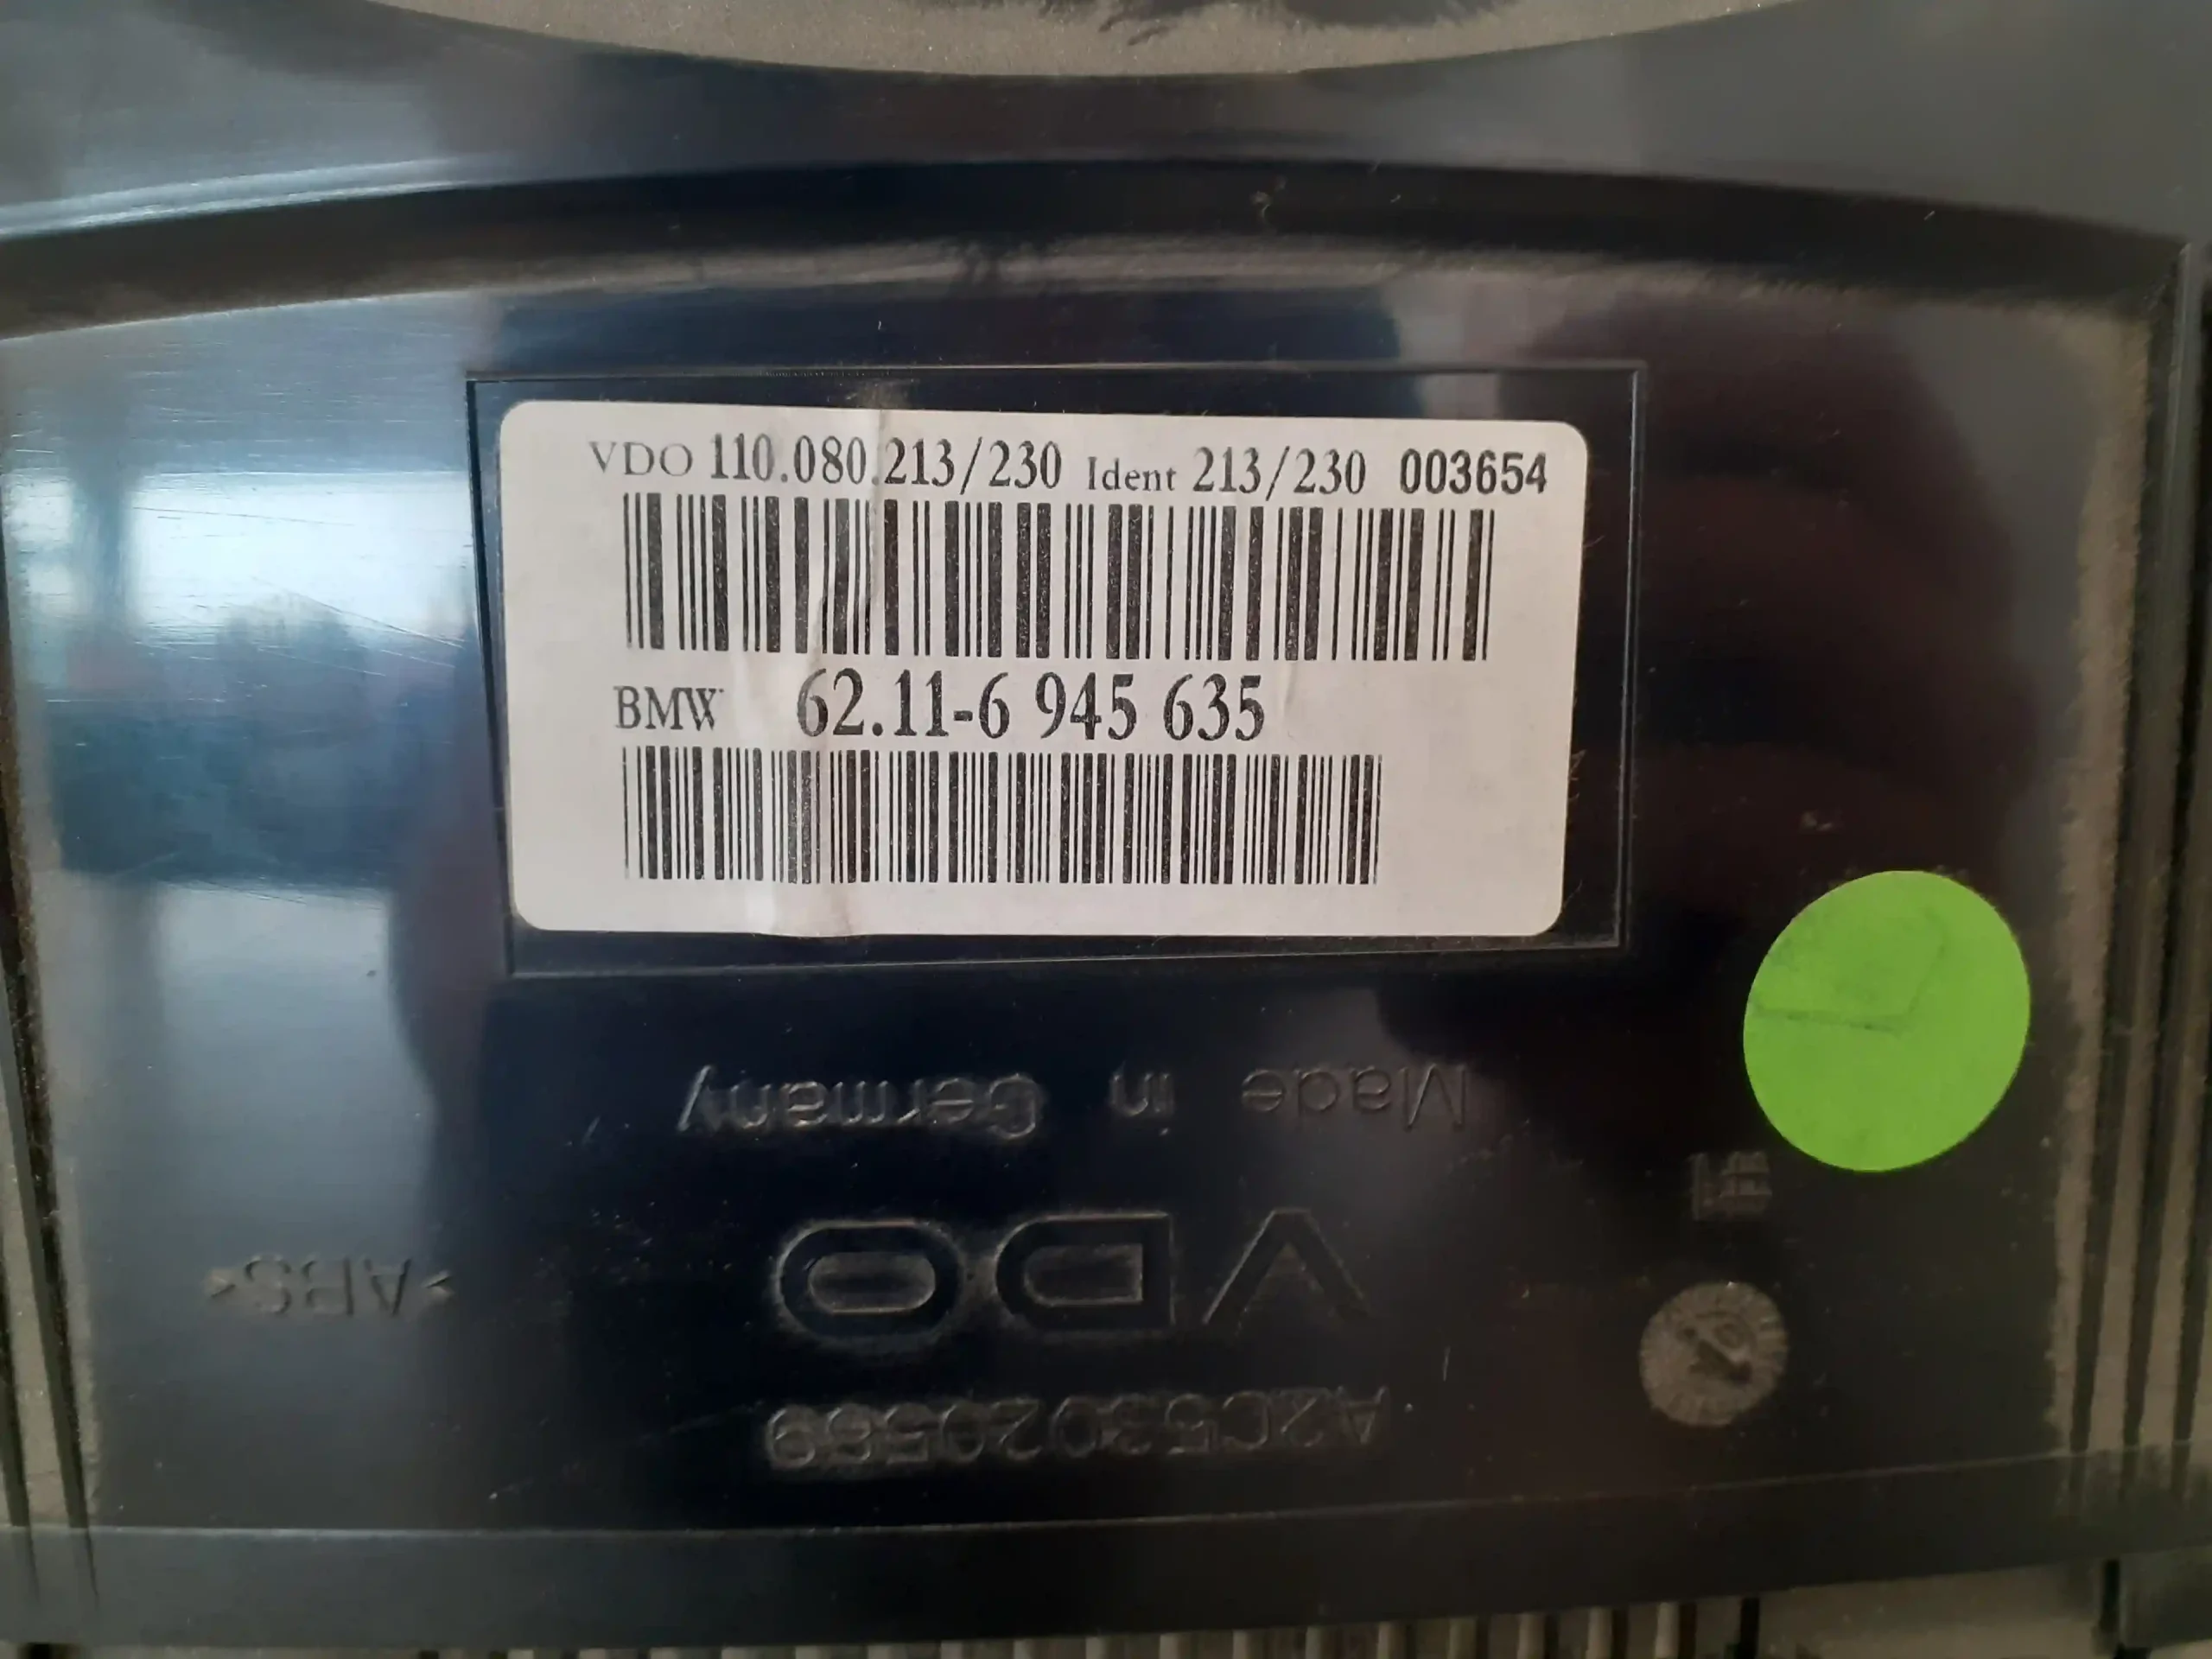 VDO 110.080.213/230 Ident 213/230 003654
BMW 62.11-6 945 635
Made in Germany
VDO
>ABS<
A2C53020589